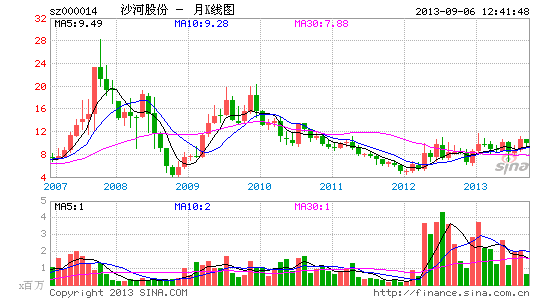 sz000014 沙河股份 － 月K线图 2013-09-06 12:41:48
MA5:9.49 MA10:9.28 MA30:7.88
32
28
24
20
16
12
8
4
sina
2007 2008 2009 2010 2011 2012 2013
MA5:1 MA10:2 MA30:1
5
4
3
2
1
x百万
Copyright 2013 SINA.COM http://finance.sina.com.cn